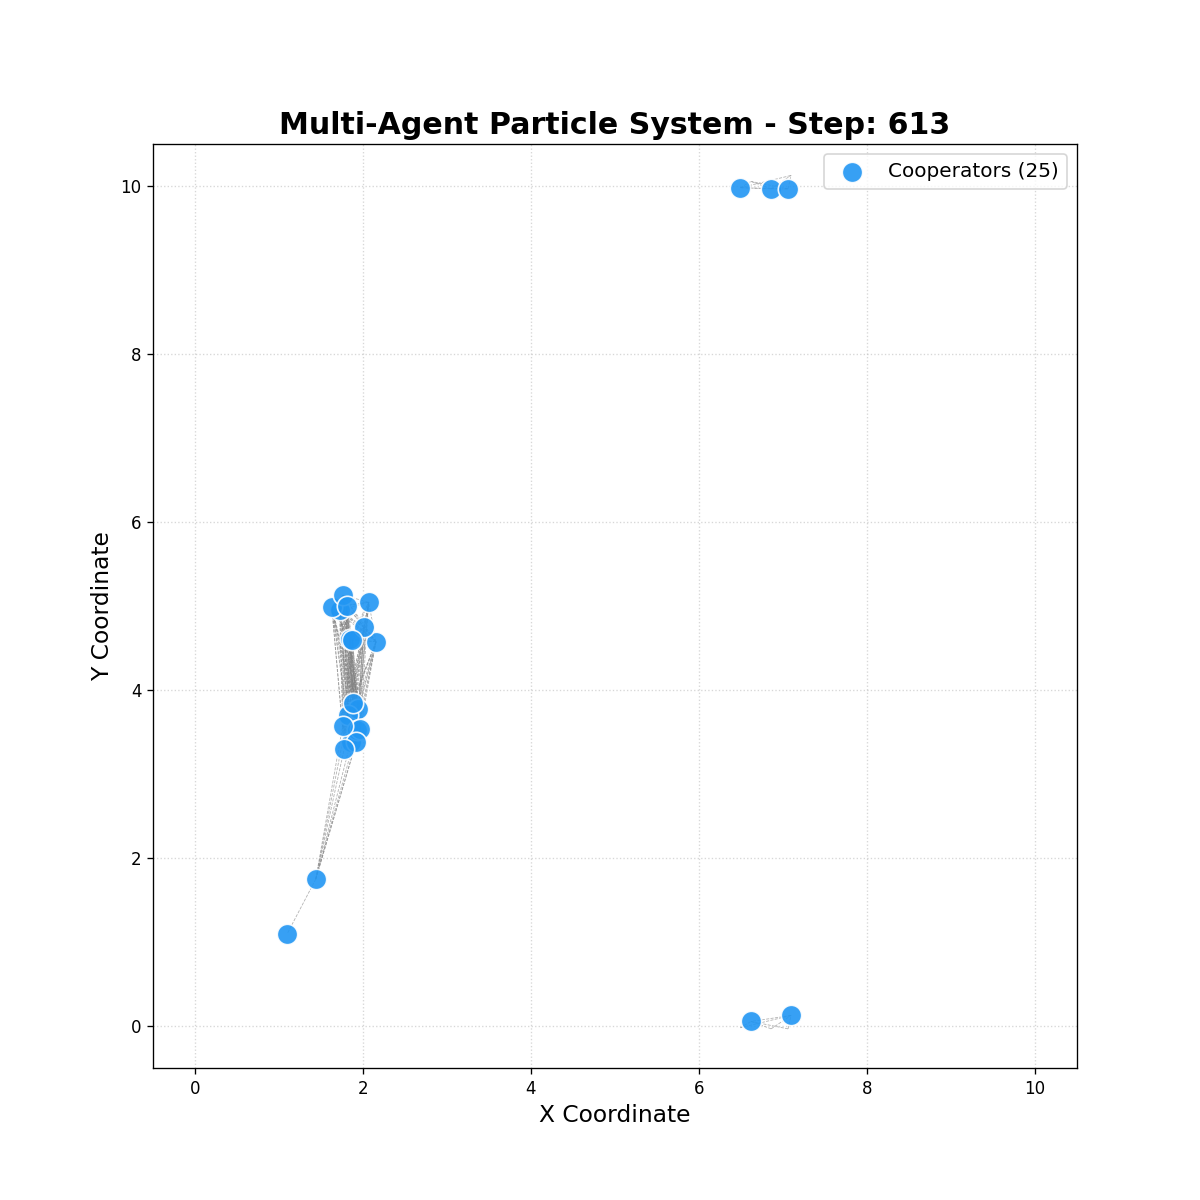 Multi-Agent Particle System - Step: 613
Cooperators (25)
10
8
6
4
2
0
Y Coordinate
0 2 4 6 8 10
X Coordinate